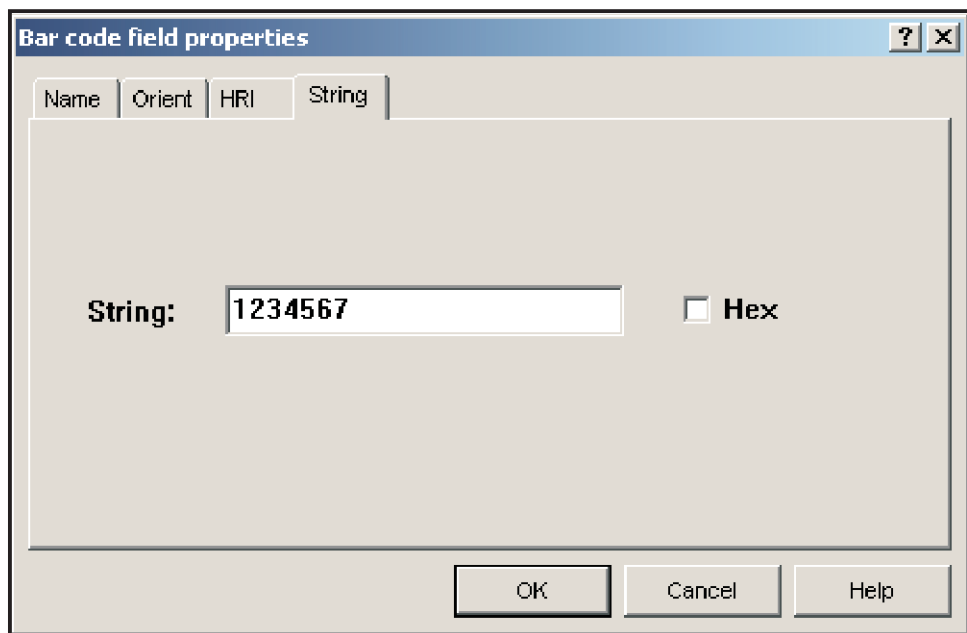 Bar code field properties ?
Name Orient HRI String
String: 1234567 Hex
OK Cancel Help